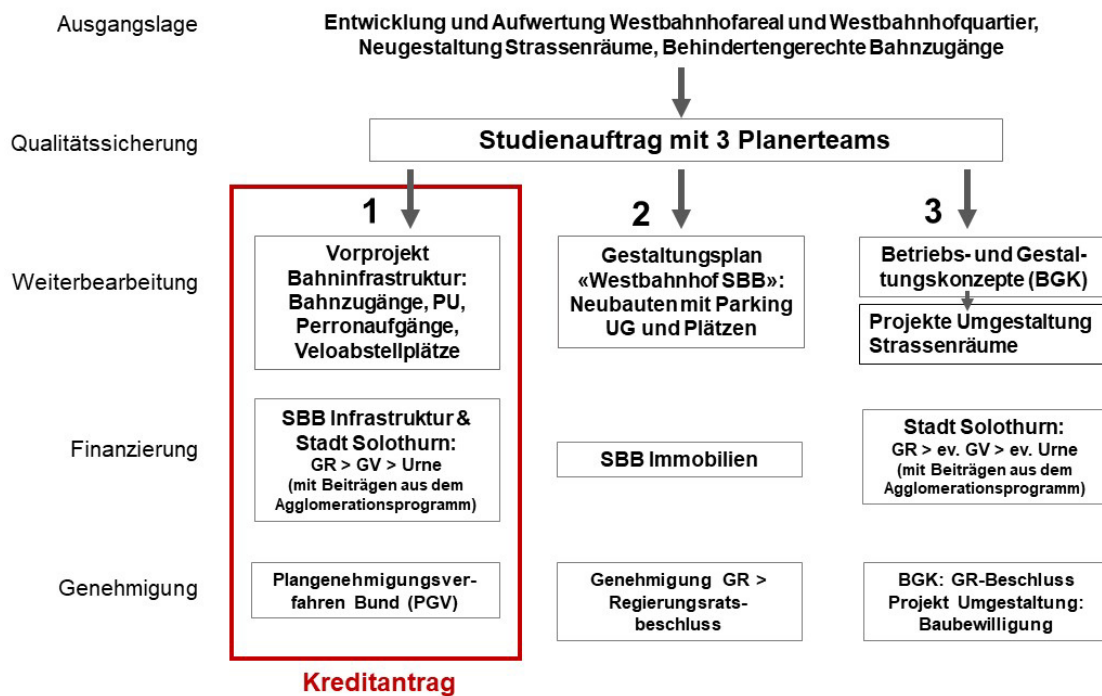 Ausgangslage
Entwicklung und Aufwertung Westbahnhofareal und Westbahnhofquartier,
Neugestaltung Strassenräume, Behindertengerechte Bahnzugänge
Qualitätssicherung
Studienauftrag mit 3 Planerteams
1
2
3
Weiterbearbeitung
Vorprojekt
Bahninfrastruktur:
Bahnzugänge, PU,
Perronaufgänge,
Veloabstellplätze
Gestaltungsplan
«Westbahnhof SBB»:
Neubauten mit Parking
UG und Plätzen
Betriebs- und Gestal-
tungskonzepte (BGK)
Projekte Umgestaltung
Strassenräume
Finanzierung
SBB Infrastruktur &
Stadt Solothurn:
GR > GV > Urne
(mit Beiträgen aus dem
Agglomerationsprogramm)
SBB Immobilien
Stadt Solothurn:
GR > ev. GV > ev. Urne
(mit Beiträgen aus dem
Agglomerationsprogramm)
Genehmigung
Plangenehmigungsver-
fahren Bund (PGV)
Genehmigung GR >
Regierungsrats-
beschluss
BGK: GR-Beschluss
Projekt Umgestaltung:
Baubewilligung
Kreditantrag